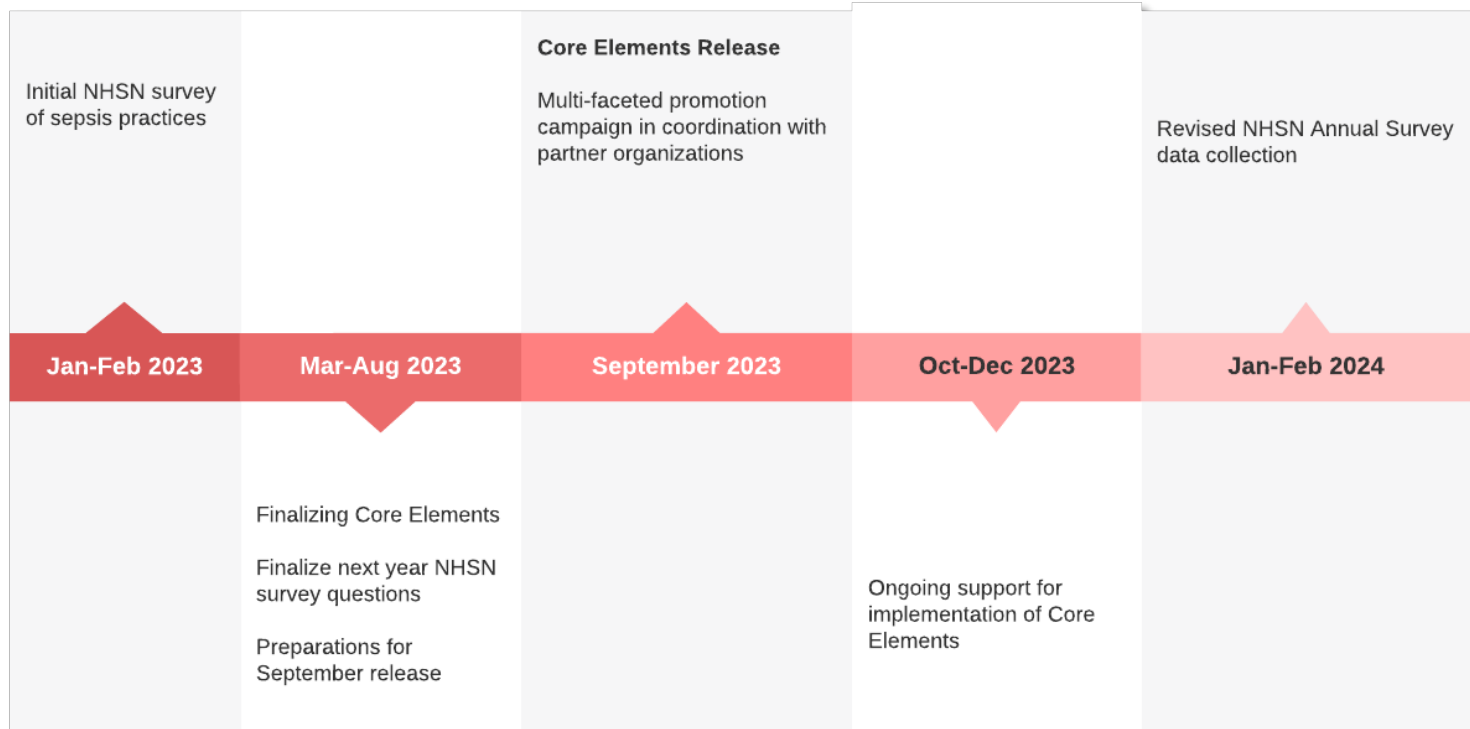 Initial NHSN survey
of sepsis practices
Core Elements Release
Multi-faceted promotion
campaign in coordination with
partner organizations
Revised NHSN Annual Survey
data collection
Jan-Feb 2023
Mar-Aug 2023
September 2023
Oct-Dec 2023
Jan-Feb 2024
Finalizing Core Elements
Finalize next year NHSN
survey questions
Preparations for
September release
Ongoing support for
implementation of Core
Elements